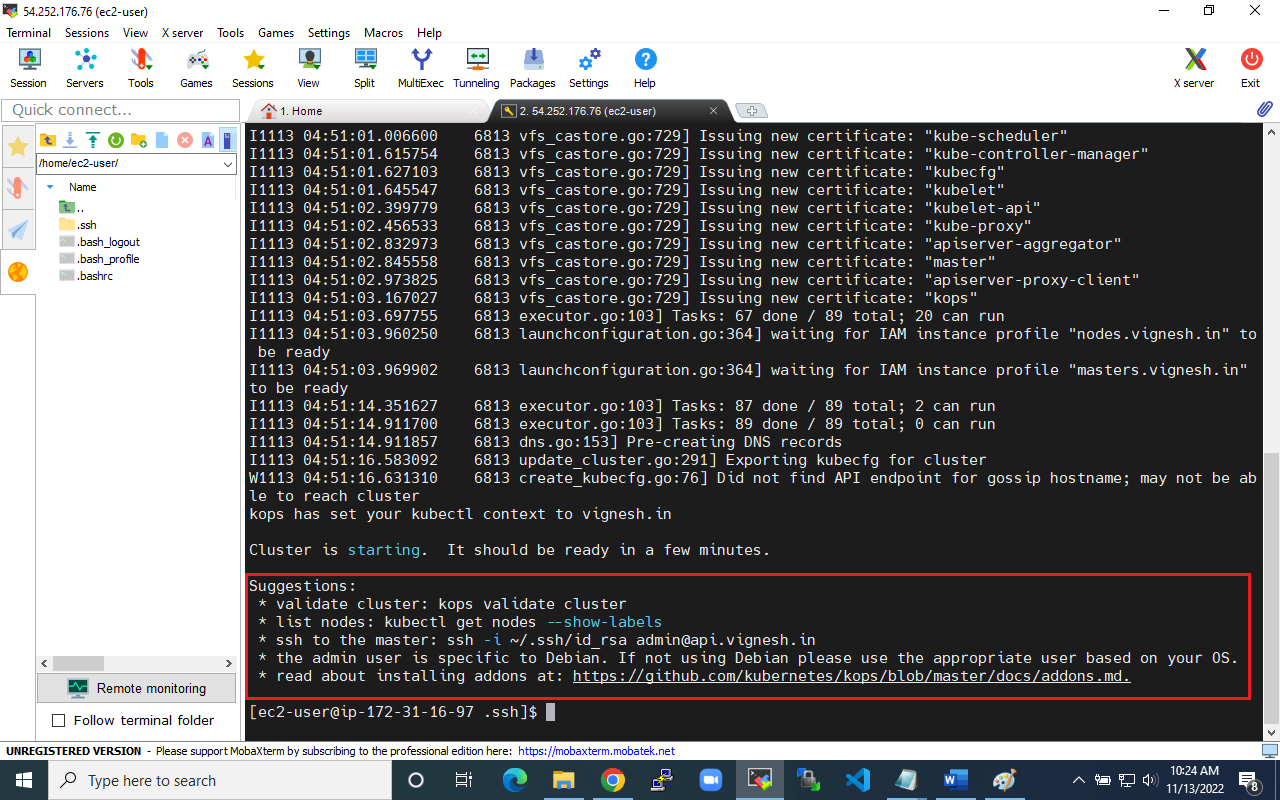 54.252.176.76 (ec2-user)
Terminal Sessions View X server Tools Games Settings Macros Help
Session Servers Tools Games Sessions View Split MultiExec Tunneling Packages Settings Help X server Exit
Quick connect...
1. Home
2. 54.252.176.76 (ec2-user)
/home/ec2-user/
Name
..
.ssh
.bash_logout
.bash_profile
.bashrc
Remote monitoring
Follow terminal folder
I1113 04:51:01.006600    6813 vfs_castore.go:729] Issuing new certificate: "kube-scheduler"
I1113 04:51:01.615754    6813 vfs_castore.go:729] Issuing new certificate: "kube-controller-manager"
I1113 04:51:01.627103    6813 vfs_castore.go:729] Issuing new certificate: "kubecfg"
I1113 04:51:01.645547    6813 vfs_castore.go:729] Issuing new certificate: "kubelet"
I1113 04:51:02.399779    6813 vfs_castore.go:729] Issuing new certificate: "kubelet-api"
I1113 04:51:02.456533    6813 vfs_castore.go:729] Issuing new certificate: "kube-proxy"
I1113 04:51:02.832973    6813 vfs_castore.go:729] Issuing new certificate: "apiserver-aggregator"
I1113 04:51:02.845558    6813 vfs_castore.go:729] Issuing new certificate: "master"
I1113 04:51:02.973825    6813 vfs_castore.go:729] Issuing new certificate: "apiserver-proxy-client"
I1113 04:51:03.167027    6813 vfs_castore.go:729] Issuing new certificate: "kops"
I1113 04:51:03.697755    6813 executor.go:103] Tasks: 67 done / 89 total; 20 can run
I1113 04:51:03.960250    6813 launchconfiguration.go:364] waiting for IAM instance profile "nodes.vignesh.in" to
 be ready
I1113 04:51:03.969902    6813 launchconfiguration.go:364] waiting for IAM instance profile "masters.vignesh.in"
to be ready
I1113 04:51:14.351627    6813 executor.go:103] Tasks: 87 done / 89 total; 2 can run
I1113 04:51:14.911700    6813 executor.go:103] Tasks: 89 done / 89 total; 0 can run
I1113 04:51:14.911857    6813 dns.go:153] Pre-creating DNS records
I1113 04:51:16.583092    6813 update_cluster.go:291] Exporting kubecfg for cluster
W1113 04:51:16.631310    6813 create_kubecfg.go:76] Did not find API endpoint for gossip hostname; may not be ab
le to reach cluster
kops has set your kubectl context to vignesh.in
Cluster is starting.  It should be ready in a few minutes.
Suggestions:
 * validate cluster: kops validate cluster
 * list nodes: kubectl get nodes --show-labels
 * ssh to the master: ssh -i ~/.ssh/id_rsa admin@api.vignesh.in
 * the admin user is specific to Debian. If not using Debian please use the appropriate user based on your OS.
 * read about installing addons at: https://github.com/kubernetes/kops/blob/master/docs/addons.md.
[ec2-user@ip-172-31-16-97 .ssh]$
UNREGISTERED VERSION - Please support MobaXterm by subscribing to the professional edition here: https://mobaxterm.mobatek.net
Type here to search
10:24 AM
11/13/2022
8